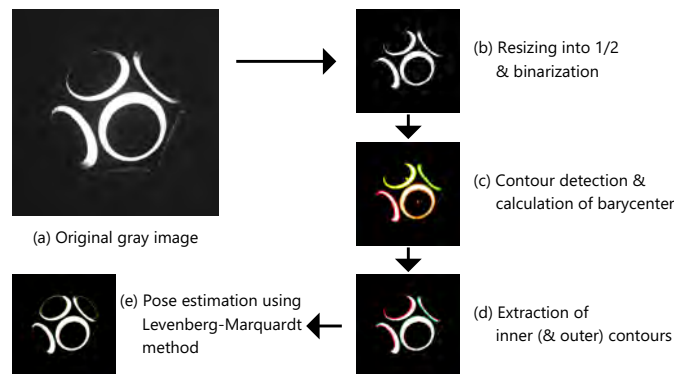 (b) Resizing into 1/2
& binarization
(c) Contour detection &
calculation of barycenter
(a) Original gray image
(e) Pose estimation using
Levenberg-Marquardt
method
(d) Extraction of
inner (& outer) contours